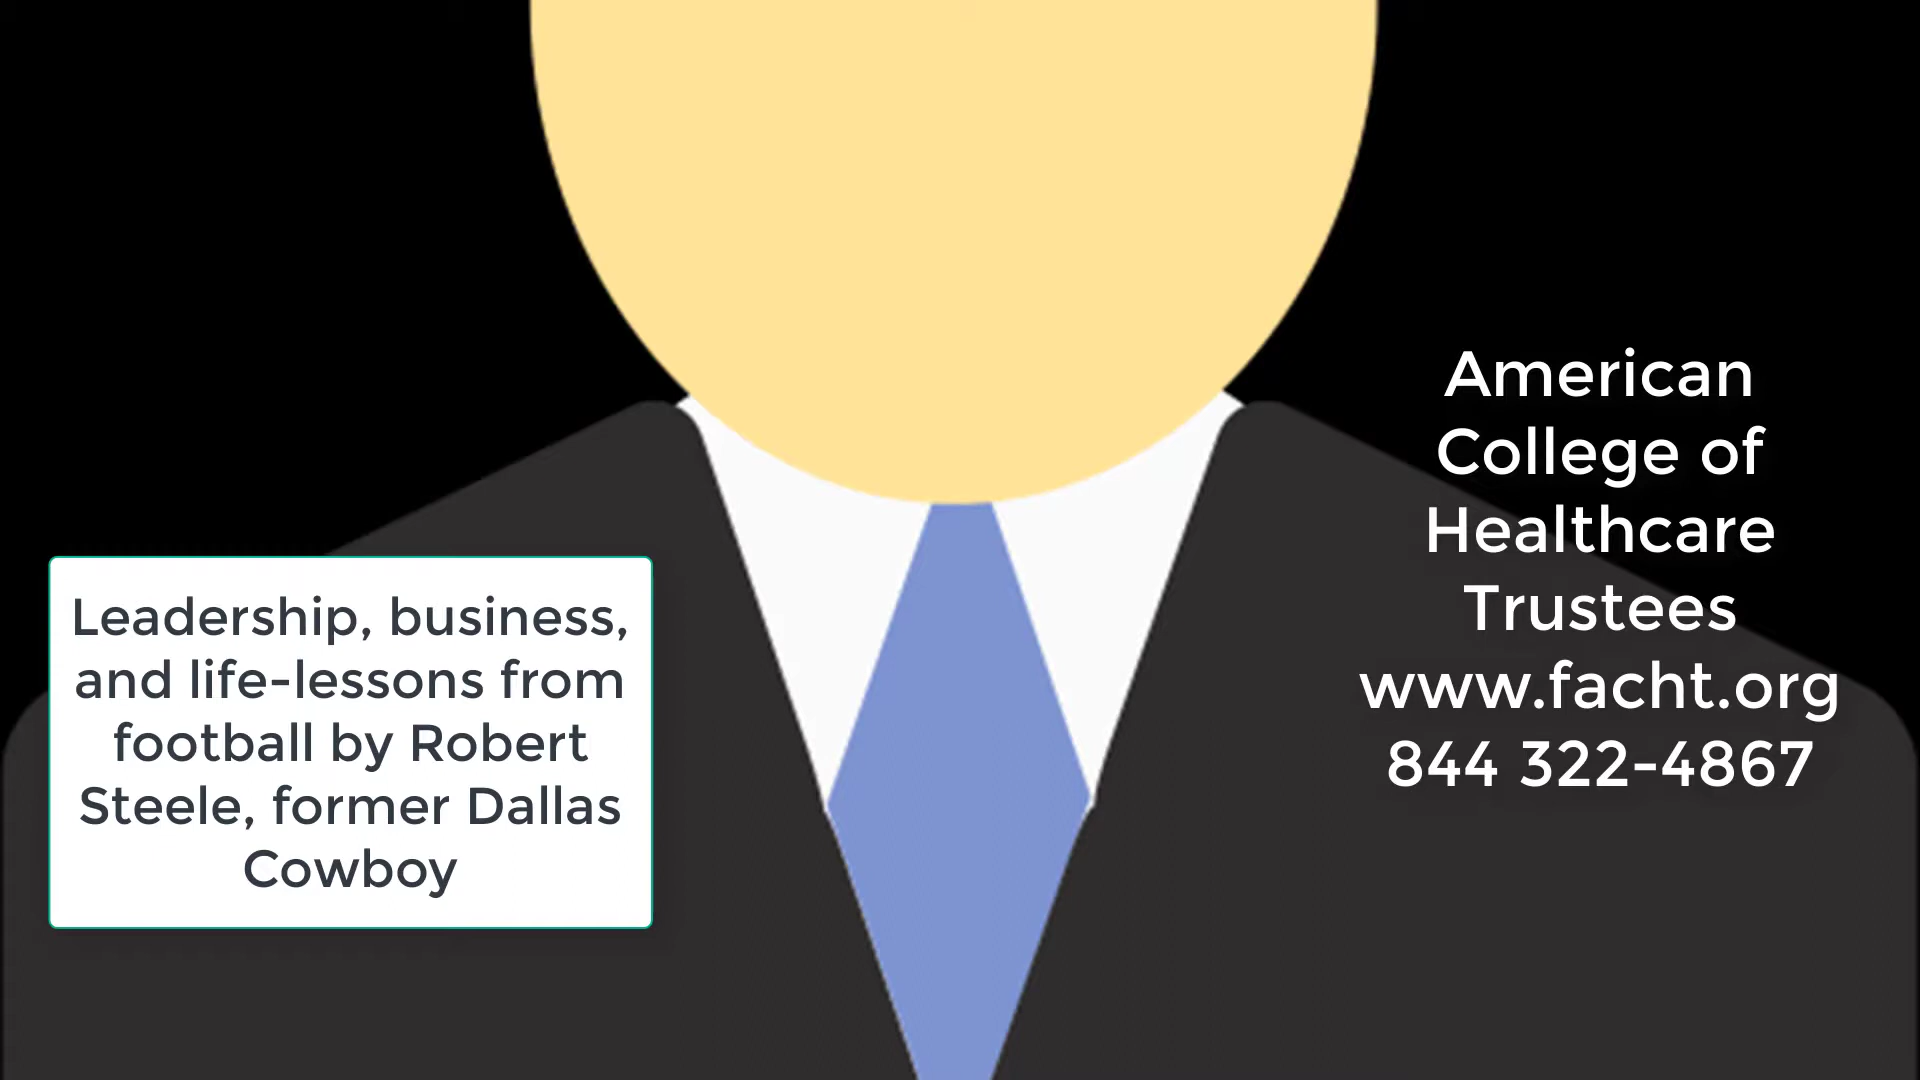 Leadership, business,
and life-lessons from
football by Robert
Steele, former Dallas
Cowboy
American
College of
Healthcare
Trustees
www.facht.org
844 322-4867